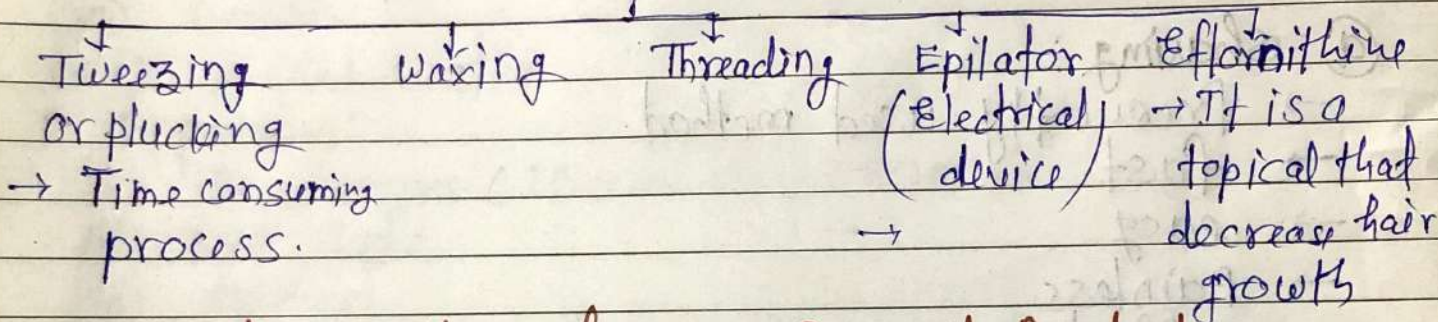 Tweezing or plucking
→ Time consuming process.
Waxing
Threading
Epilator
(Electrical device)
→
Eflornithine
→ It is a topical that decrease hair growth